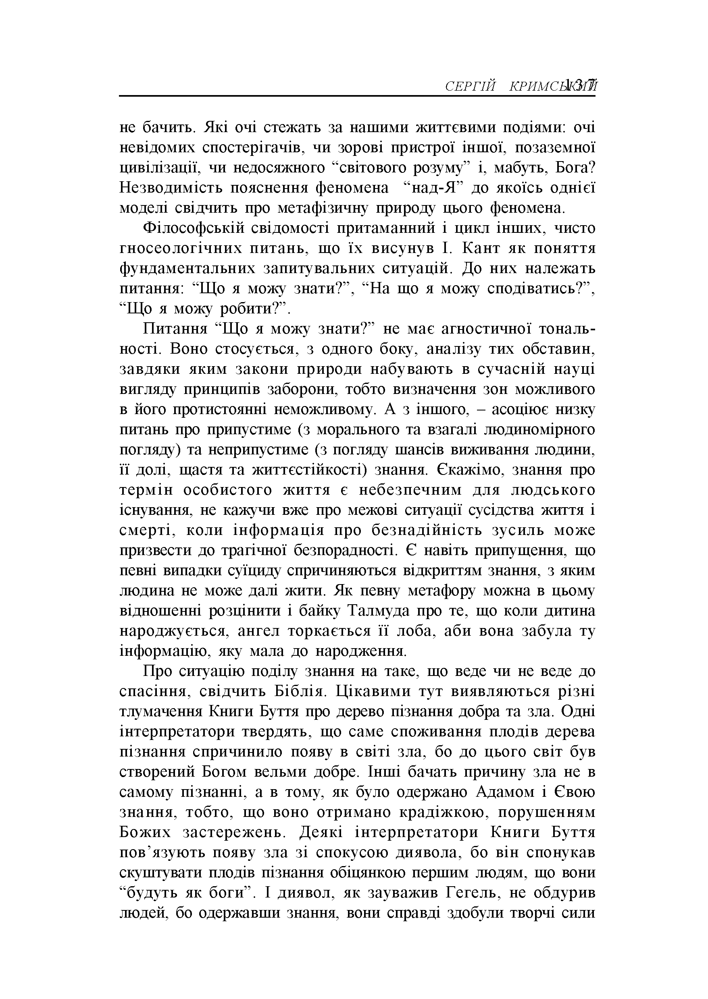 СЕРГІЙ КРИМСЬКИЙ 137
не бачить. Які очі стежать за нашими життєвими подіями: очі
невідомих спостерігачів, чи зорові пристрої іншої, позаземної
цивілізації, чи недосяжного “світового розуму” і, мабуть, Бога?
Незводимість пояснення феномена “над-Я” до якоїсь однієї
моделі свідчить про метафізичну природу цього феномена.
Філософській свідомості притаманний і цикл інших, чисто
гносеологічних питань, що їх висунув І. Кант як поняття
фундаментальних запитувальних ситуацій. До них належать
питання: “Що я можу знати?”, “На що я можу сподіватись?”,
“Що я можу робити?”.
Питання “Що я можу знати?” не має агностичної тональ-
ності. Воно стосується, з одного боку, аналізу тих обставин,
завдяки яким закони природи набувають в сучасній науці
вигляду принципів заборони, тобто визначення зон можливого
в його протистоянні неможливому. А з іншого, – асоціює низку
питань про припустиме (з морального та взагалі людиномірного
погляду) та неприпустиме (з погляду шансів виживання людини,
її долі, щастя та життєстійкості) знання. Єкажімо, знання про
термін особистого життя є небезпечним для людського
існування, не кажучи вже про межові ситуації сусідства життя і
смерті, коли інформація про безнадійність зусиль може
призвести до трагічної безпорадності. Є навіть припущення, що
певні випадки суїциду спричиняються відкриттям знання, з яким
людина не може далі жити. Як певну метафору можна в цьому
відношенні розцінити і байку Талмуда про те, що коли дитина
народжується, ангел торкається її лоба, аби вона забула ту
інформацію, яку мала до народження.
Про ситуацію поділу знання на таке, що веде чи не веде до
спасіння, свідчить Біблія. Цікавими тут виявляються різні
тлумачення Книги Буття про дерево пізнання добра та зла. Одні
інтерпретатори твердять, що саме споживання плодів дерева
пізнання спричинило появу в світі зла, бо до цього світ був
створений Богом вельми добре. Інші бачать причину зла не в
самому пізнанні, а в тому, як було одержано Адамом і Євою
знання, тобто, що воно отримано крадіжкою, порушенням
Божих застережень. Деякі інтерпретатори Книги Буття
пов’язують появу зла зі спокусою диявола, бо він спонукав
скуштувати плодів пізнання обіцянкою першим людям, що вони
“будуть як боги”. І диявол, як зауважив Гегель, не обдурив
людей, бо одержавши знання, вони справді здобули творчі сили